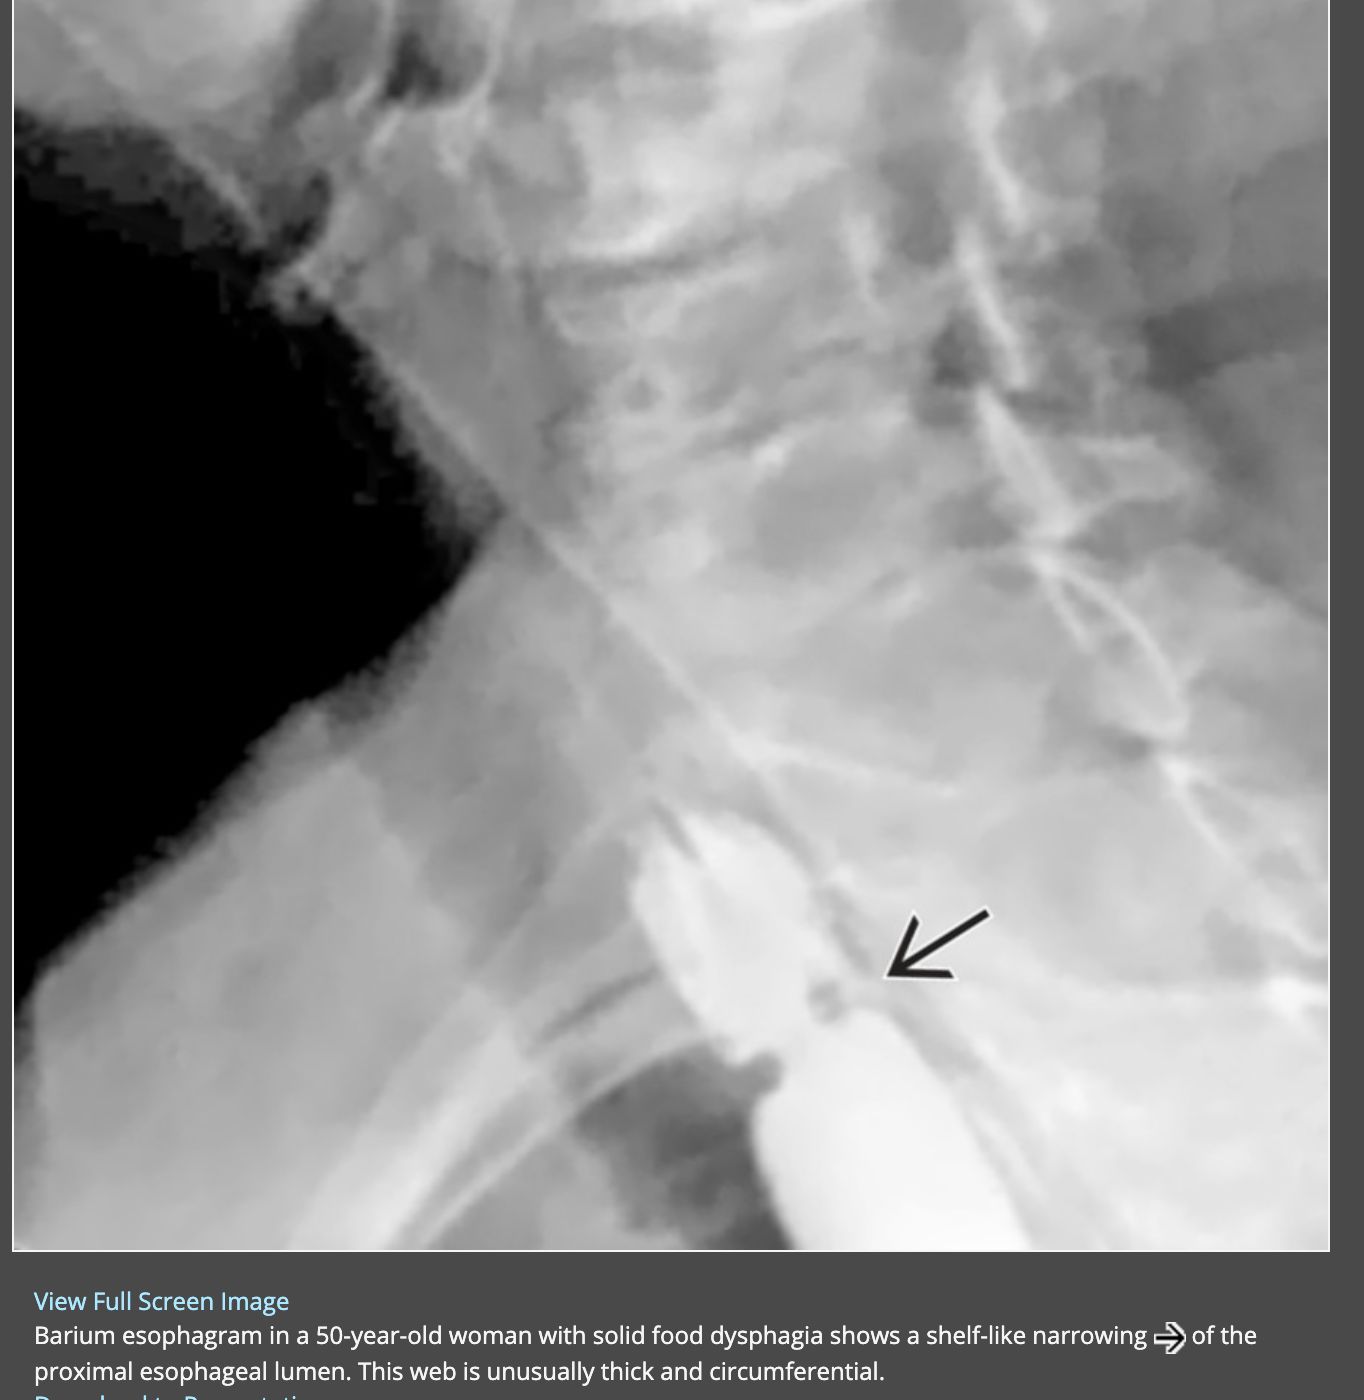 View Full Screen Image
Barium esophagram in a 50-year-old woman with solid food dysphagia shows a shelf-like narrowing of the
proximal esophageal lumen. This web is unusually thick and circumferential.